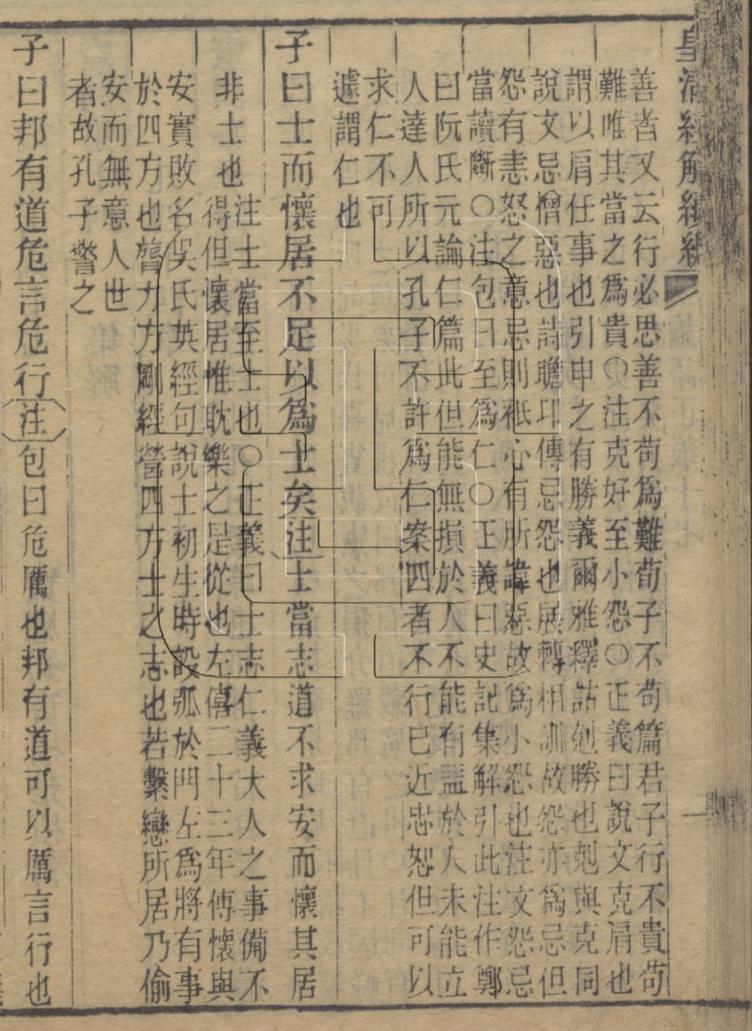 皇清經解續編
善者又云行必思善不苟爲難荀子不苟篇君子行不貴苟
難唯其當之爲貴〇注克好至小怨〇正義曰說文克肩也
謂以肩任事也引申之有勝義爾雅釋詁剋勝也剋與克同
說文忌憎惡也詩瞻卬傳忌怨也展轉相訓故怨亦爲忌但
怨有恚怒之意忌則衹心有所諱惡故爲小怨也注文怨忌
當讀斷〇注包曰至爲仁〇正義曰史記集解引此注作鄭
曰阮氏元論仁篇此但能無損於人不能有益於人未能立
人達人所以孔子不許爲仁案四者不行已近忠恕但可以
求仁不可
遽謂仁也
子曰士而懷居不足以爲士矣注士當志道不求安而懷其居
非士也
注士當至士也〇正義曰士志仁義大人之事備不
得但懷居惟耽樂之是從也左傳二十三年傳懷與
安實敗名吳氏英經句說士初生時設弧於門左爲將有事
於四方也膂力方剛經營四方士之志也若繫戀所居乃偷
安而無意人世
者故孔子警之
子曰邦有道危言危行注包曰危厲也邦有道可以厲言行也